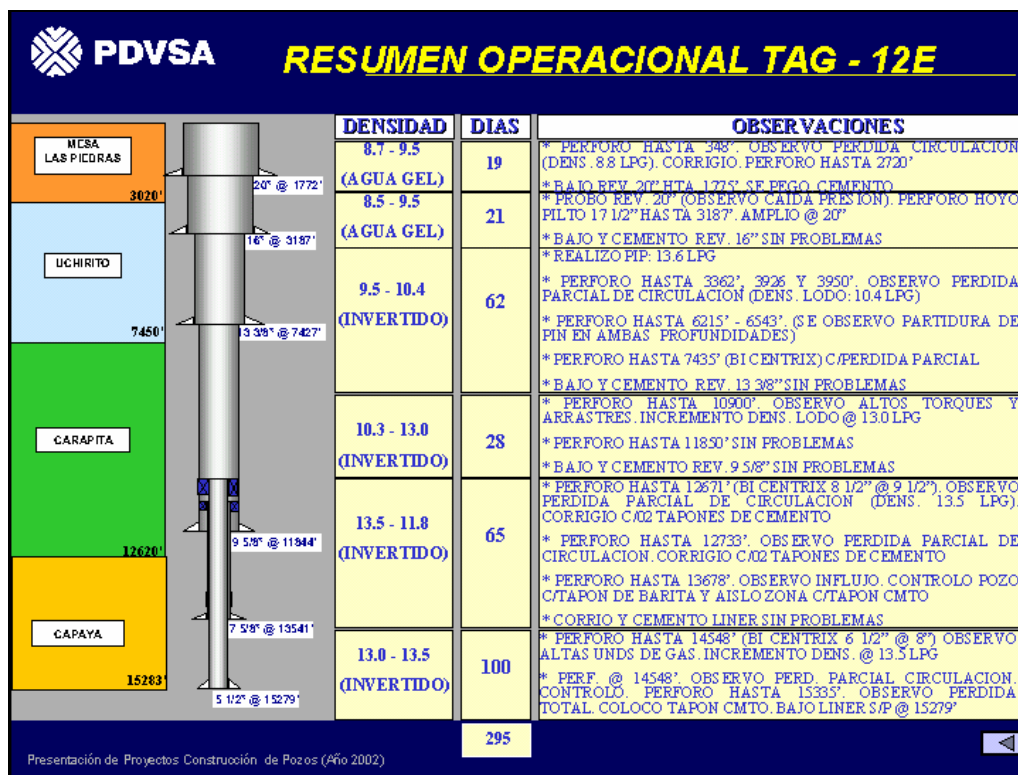 PDVSA
RESUMEN OPERACIONAL TAG - 12E
DENSIDAD
DIAS
OBSERVACIONES
MESA
LAS PIEDRAS
3020'
UCHIRITO
7450'
CARAPITA
12620'
CAPAYA
15283'
20" @ 1772'
16" @ 3187'
13 3/8" @ 7427'
9 5/8" @ 11844'
7 5/8" @ 13541'
5 1/2" @ 15279'
8.7 - 9.5
(AGUA GEL)
19
* PERFORO HASTA 348'. OBSERVO PERDIDA CIRCULACION
(DENS. 8.8 LPG). CORRIGIO. PERFORO HASTA 2720'
* BAJO REV. 20" HTA. 1775'. SE PEGO. CEMENTO
8.5 - 9.5
(AGUA GEL)
21
* PROBO REV. 20" (OBSERVO CAIDA PRESION). PERFORO HOYO
PILTO 17 1/2" HASTA 3187'. AMPLIO @ 20"
* BAJO Y CEMENTO REV. 16" SIN PROBLEMAS
9.5 - 10.4
(INVERTIDO)
62
* REALIZO PIP: 13.6 LPG
* PERFORO HASTA 3362', 3926 Y 3950'. OBSERVO PERDIDA
PARCIAL DE CIRCULACION (DENS. LODO: 10.4 LPG)
* PERFORO HASTA 6215' - 6543'. (SE OBSERVO PARTIDURA DE
PIN EN AMBAS PROFUNDIDADES)
* PERFORO HASTA 7435' (BI CENTRIX) C/PERDIDA PARCIAL
* BAJO Y CEMENTO REV. 13 3/8" SIN PROBLEMAS
10.3 - 13.0
(INVERTIDO)
28
* PERFORO HASTA 10900'. OBSERVO ALTOS TORQUES Y
ARRASTRES. INCREMENTO DENS. LODO @ 13.0 LPG
* PERFORO HASTA 11850' SIN PROBLEMAS
* BAJO Y CEMENTO REV. 9 5/8" SIN PROBLEMAS
13.5 - 11.8
(INVERTIDO)
65
* PERFORO HASTA 12671' (BI CENTRIX 8 1/2" @ 9 1/2"). OBSERVO
PERDIDA PARCIAL DE CIRCULACION (DENS. 13.5 LPG).
CORRIGIO C/02 TAPONES DE CEMENTO
* PERFORO HASTA 12733'. OBSERVO PERDIDA PARCIAL DE
CIRCULACION. CORRIGIO C/02 TAPONES DE CEMENTO
* PERFORO HASTA 13678'. OBSERVO INFLUJO. CONTROLO POZO
C/TAPON DE BARITA Y AISLO ZONA C/TAPON CMTO
* CORRIO Y CEMENTO LINER SIN PROBLEMAS
13.0 - 13.5
(INVERTIDO)
100
* PERFORO HASTA 14548' (BI CENTRIX 6 1/2" @ 8") OBSERVO
ALTAS UNDS DE GAS. INCREMENTO DENS. @ 13.5 LPG
* PERF. @ 14548'. OBSERVO PERD. PARCIAL CIRCULACION.
CONTROLO. PERFORO HASTA 15335'. OBSERVO PERDIDA
TOTAL. COLOCO TAPON CMTO. BAJO LINER S/P @ 15279'
295
Presentación de Proyectos Construcción de Pozos (Año 2002)